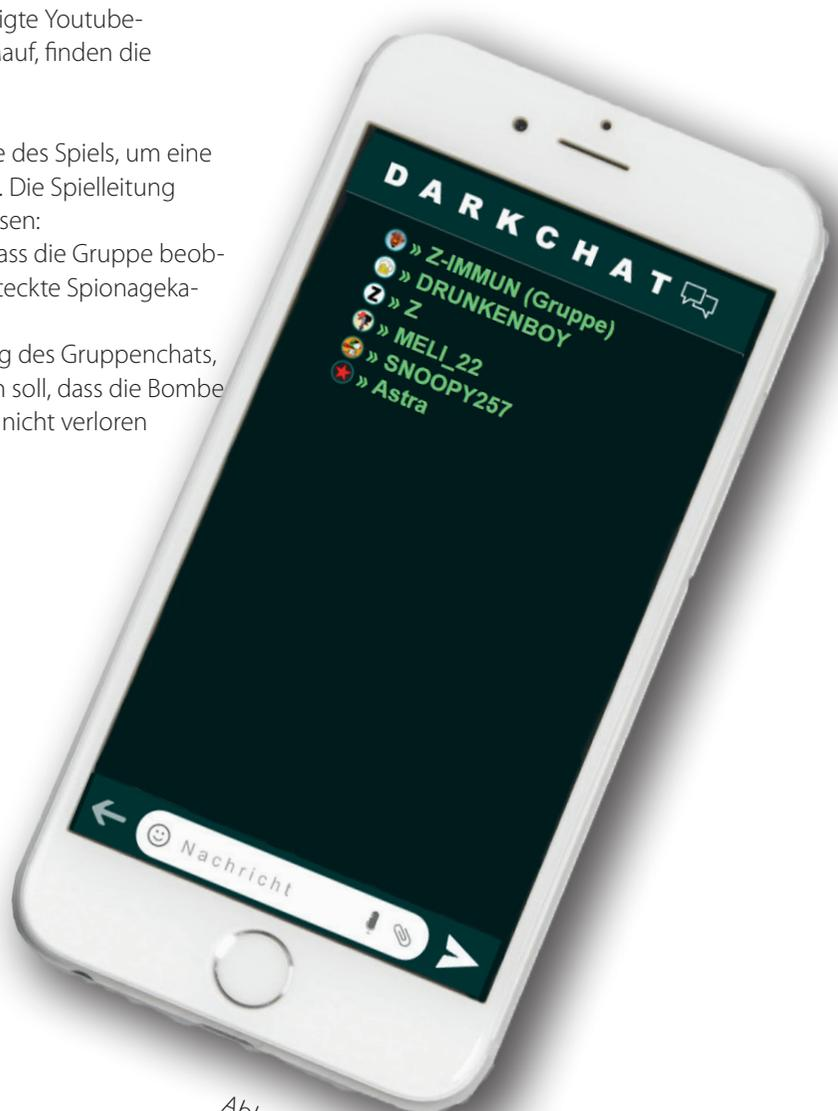 igte Youtube-
auf, finden die
e des Spiels, um eine
. Die Spielleitung
sen:
ass die Gruppe beob-
teckte Spionageka-
g des Gruppenchats,
n soll, dass die Bombe
nicht verloren
DARKCHAT
» Z-IMMUN (Gruppe)
» DRUNKENBOY
Z » Z
» MELI_22
» SNOOPY257
» Astra
Nachricht